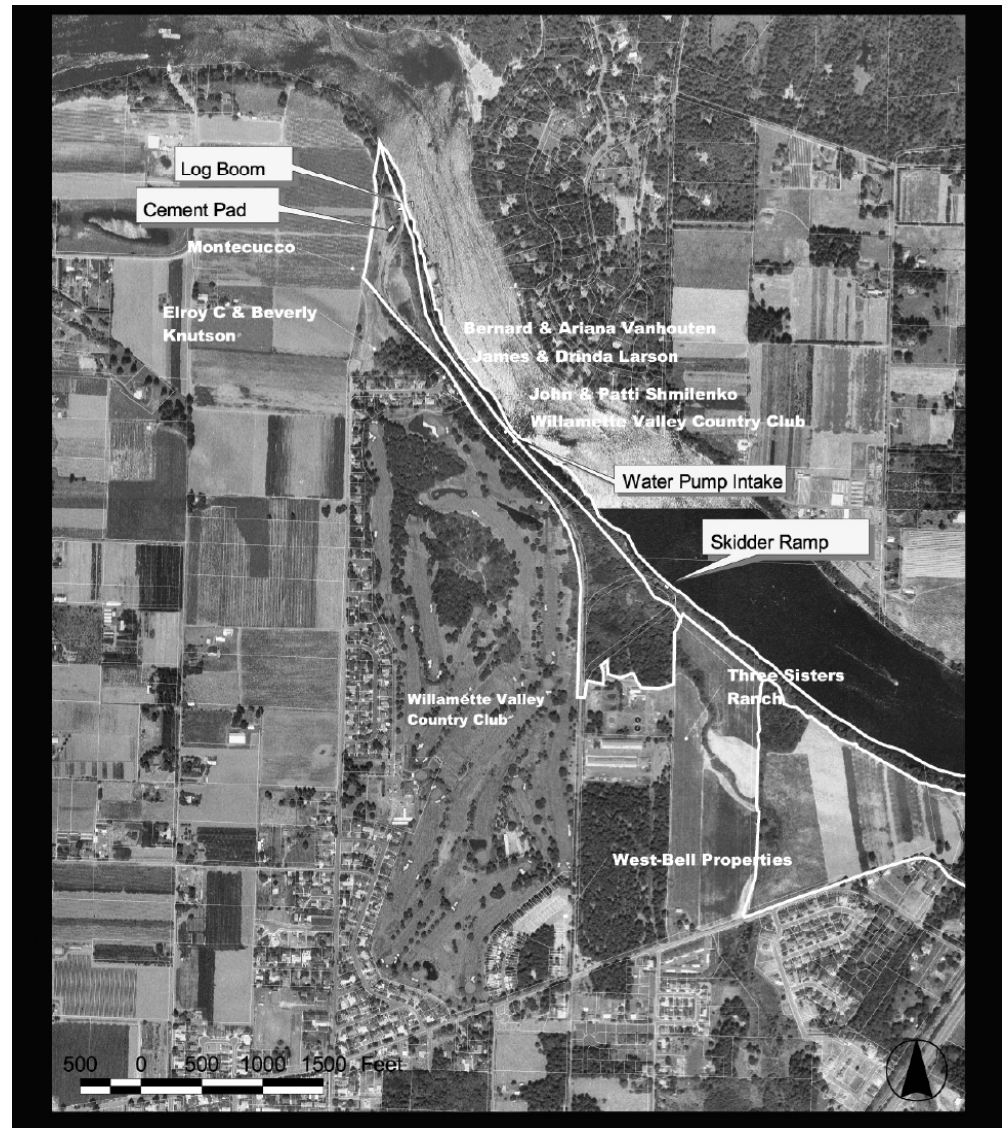 Log Boom
Cement Pad
Montecucco
Elroy C & Beverly
Knutson
Bernard & Ariana Vanhouten
James & Drinda Larson
John & Patti Shmilenko
Willamette Valley Country Club
Water Pump Intake
Skidder Ramp
Three Sisters
Ranch
Willamette Valley
Country Club
West-Bell Properties
500 0 500 1000 1500 Feet